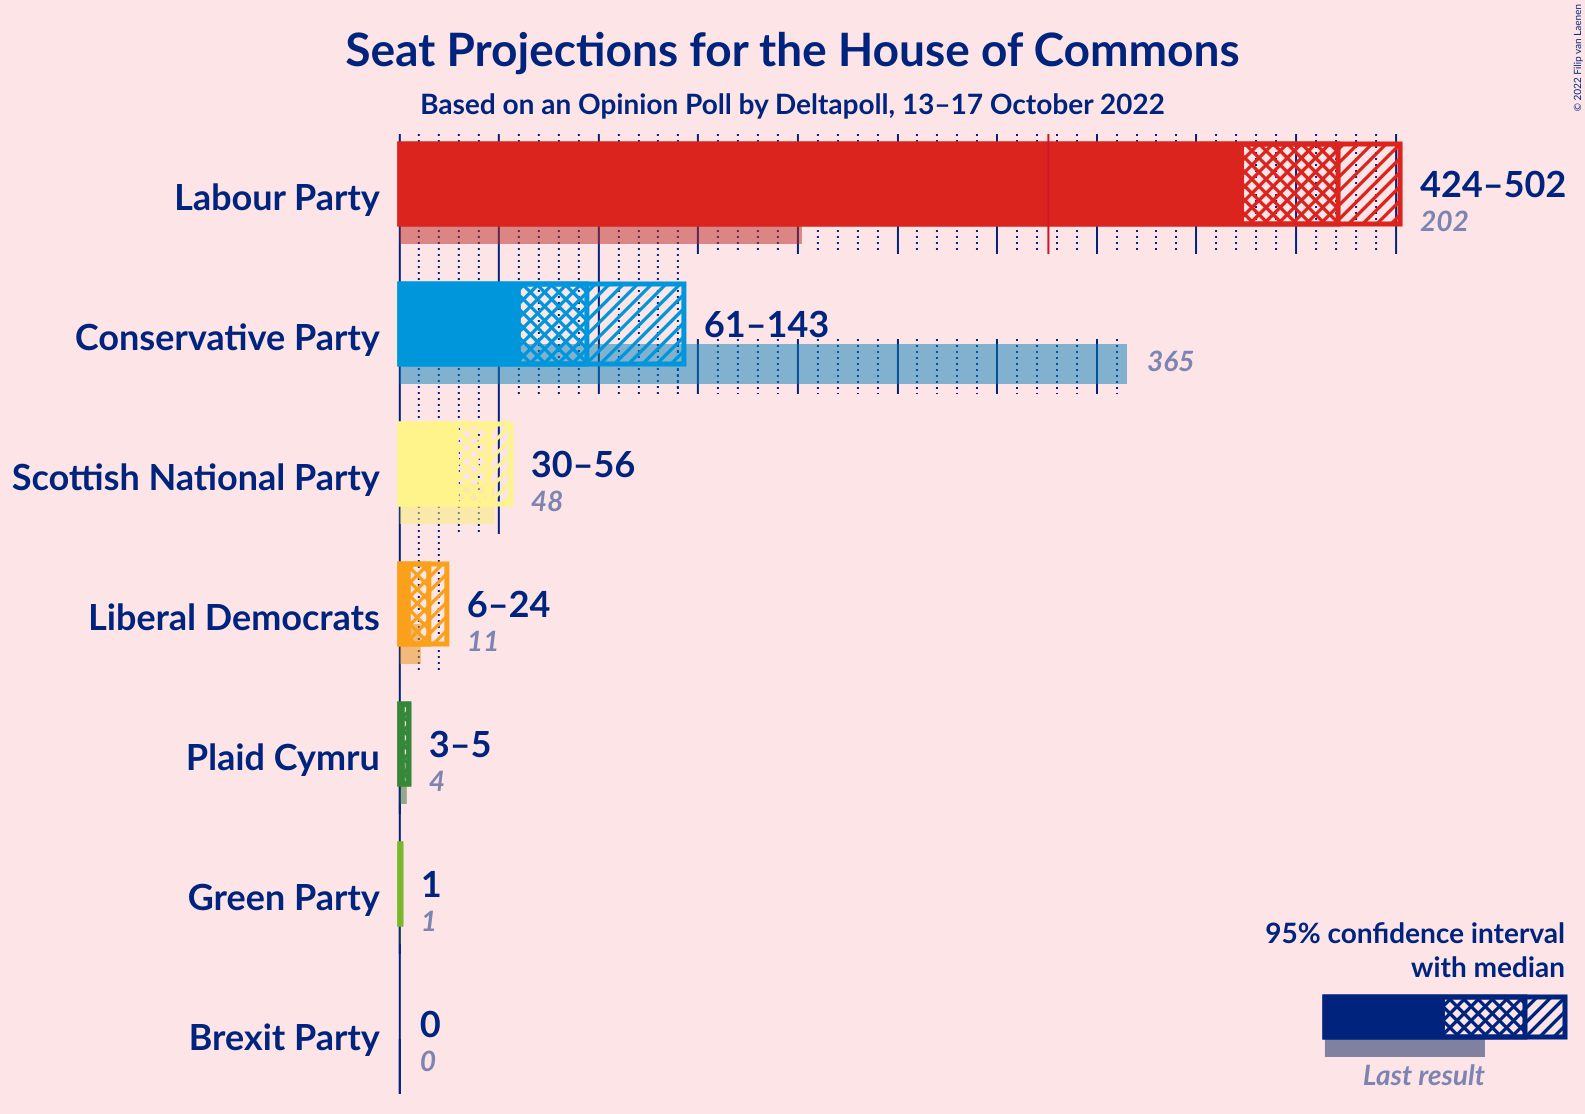 Seat Projections for the House of Commons
Based on an Opinion Poll by Deltapoll, 13–17 October 2022
© 2022 Filip van Laenen
Labour Party
424–502
202
Conservative Party
61–143
365
Scottish National Party
30–56
48
Liberal Democrats
6–24
11
Plaid Cymru
3–5
4
Green Party
1
1
Brexit Party
0
0
95% confidence interval
with median
Last result